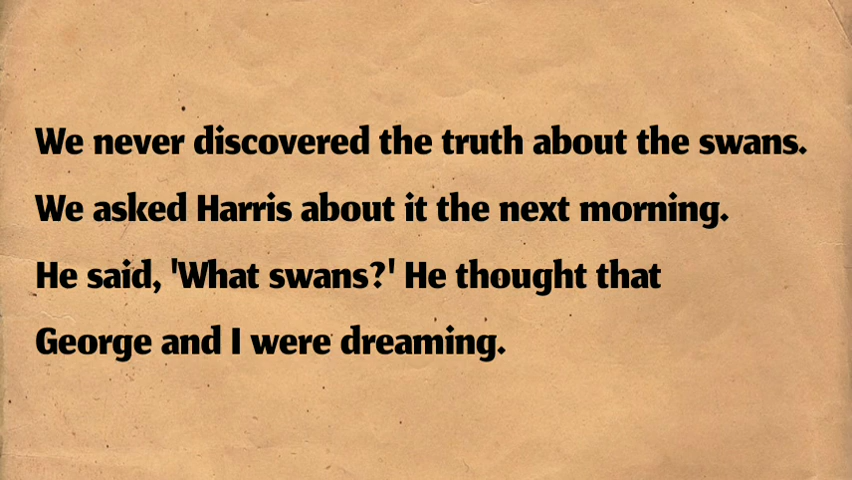 We never discovered the truth about the swans.
We asked Harris about it the next morning.
He said, 'What swans?' He thought that
George and I were dreaming.